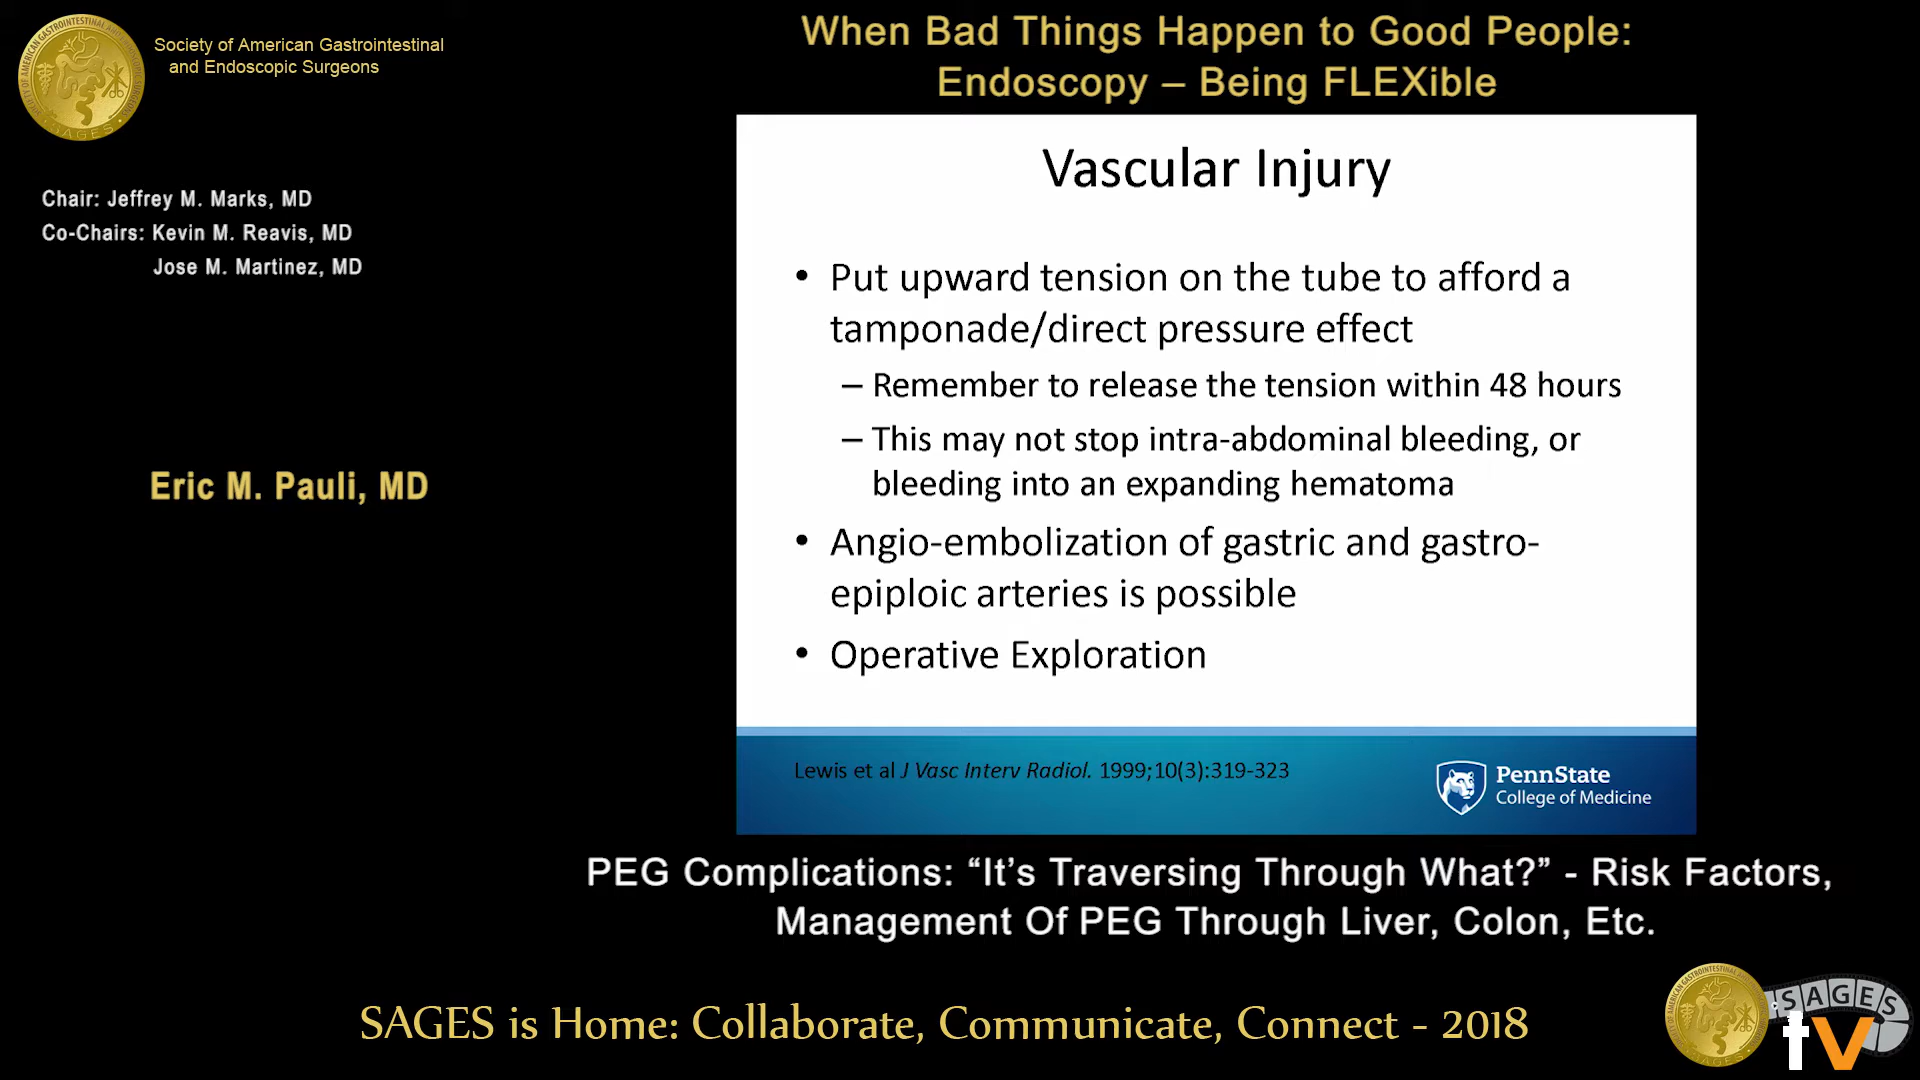 Society of American Gastrointestinal
and Endoscopic Surgeons
When Bad Things Happen to Good People:
Endoscopy – Being FLEXible
Chair: Jeffrey M. Marks, MD
Co-Chairs: Kevin M. Reavis, MD
Jose M. Martinez, MD
Eric M. Pauli, MD
Vascular Injury
• Put upward tension on the tube to afford a
tamponade/direct pressure effect
– Remember to release the tension within 48 hours
– This may not stop intra-abdominal bleeding, or
bleeding into an expanding hematoma
• Angio-embolization of gastric and gastro-
epiploic arteries is possible
• Operative Exploration
Lewis et al J Vasc Interv Radiol. 1999;10(3):319-323
PennState
College of Medicine
PEG Complications: “It’s Traversing Through What?” - Risk Factors,
Management Of PEG Through Liver, Colon, Etc.
SAGES is Home: Collaborate, Communicate, Connect - 2018
SAGES
tv